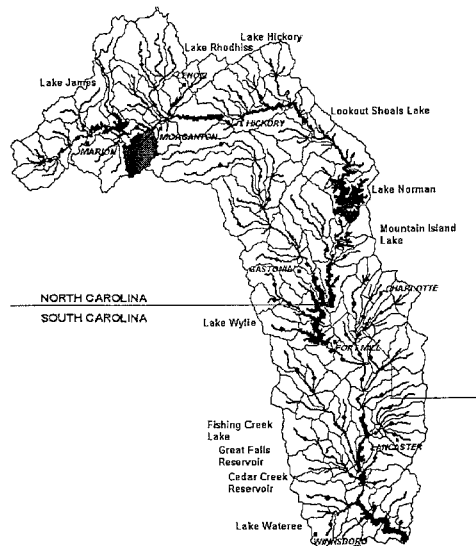 Lake Hickory
Lake Rhodhiss
Lake James
LENOIR
Lookout Shoals Lake
HICKORY
MORGANTON
MARION
Lake Norman
Mountain Island
Lake
GASTONIA
CHARLOTTE
NORTH CAROLINA
SOUTH CAROLINA
Lake Wylie
FORT MILL
Fishing Creek
Lake
Great Falls
Reservoir
LANCASTER
Cedar Creek
Reservoir
Lake Wateree
WINNSBORO